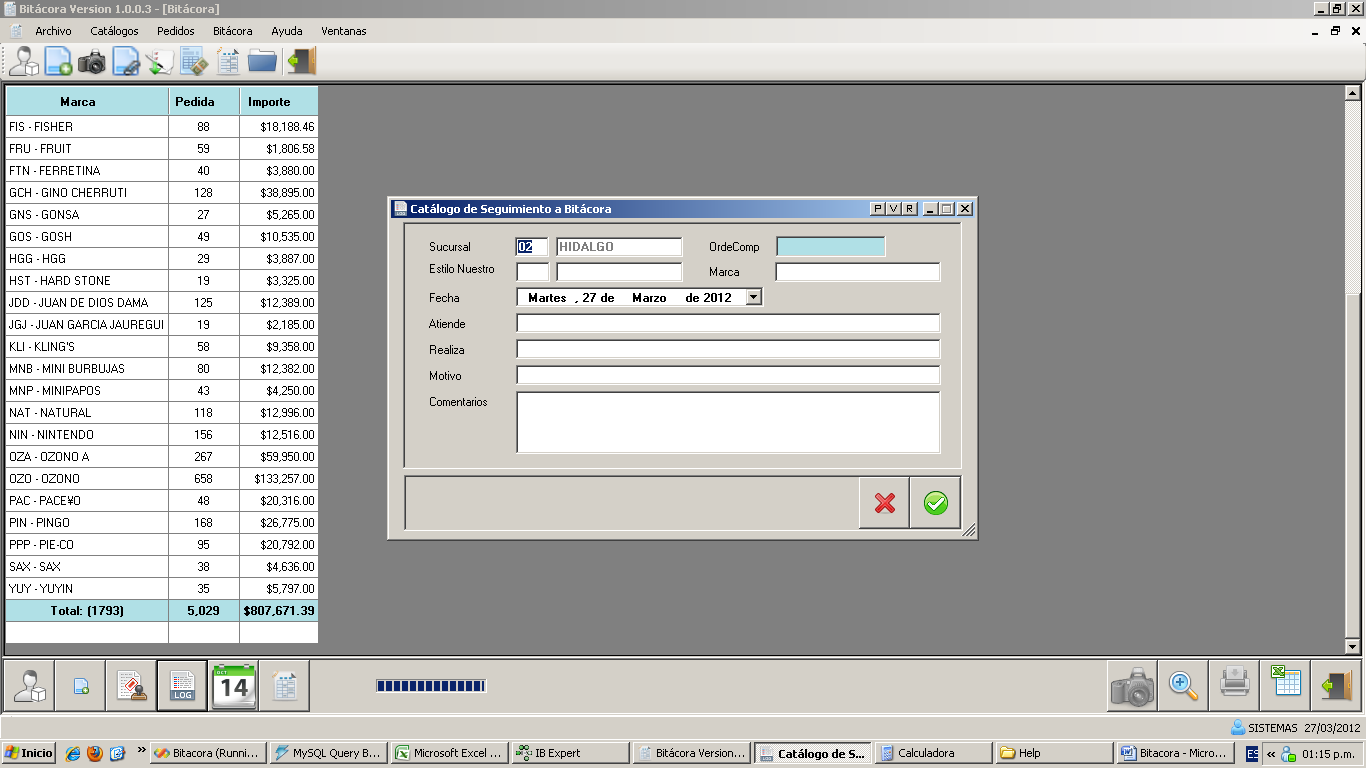 Bitácora Version 1.0.0.3 - [Bitácora]
Archivo Catálogos Pedidos Bitácora Ayuda Ventanas
Marca Pedida Importe
FIS - FISHER 88 $18,188.46
FRU - FRUIT 59 $1,806.58
FTN - FERRETINA 40 $3,880.00
GCH - GINO CHERRUTI 128 $38,895.00
GNS - GONSA 27 $5,265.00
GOS - GOSH 49 $10,535.00
HGG - HGG 29 $3,887.00
HST - HARD STONE 19 $3,325.00
JDD - JUAN DE DIOS DAMA 125 $12,389.00
JGJ - JUAN GARCIA JAUREGUI 19 $2,185.00
KLI - KLING'S 58 $9,358.00
MNB - MINI BURBUJAS 80 $12,382.00
MNP - MINIPAPOS 43 $4,250.00
NAT - NATURAL 118 $12,996.00
NIN - NINTENDO 156 $12,516.00
OZA - OZONO A 267 $59,950.00
OZO - OZONO 658 $133,257.00
PAC - PACE¥O 48 $20,316.00
PIN - PINGO 168 $26,775.00
PPP - PIE-CO 95 $20,792.00
SAX - SAX 38 $4,636.00
YUY - YUYIN 35 $5,797.00
Total: (1793) 5,029 $807,671.39
Catálogo de Seguimiento a Bitácora P V R
Sucursal 02 HIDALGO OrdeComp
Estilo Nuestro Marca
Fecha Martes , 27 de Marzo de 2012
Atiende
Realiza
Motivo
Comentarios
LOG OCT 14
SISTEMAS 27/03/2012
Inicio » Bitacora (Runni... MySQL Query B... Microsoft Excel ... IB Expert Bitácora Version... Catálogo de S... Calculadora Help Bitacora - Micro... ES « 01:15 p.m.